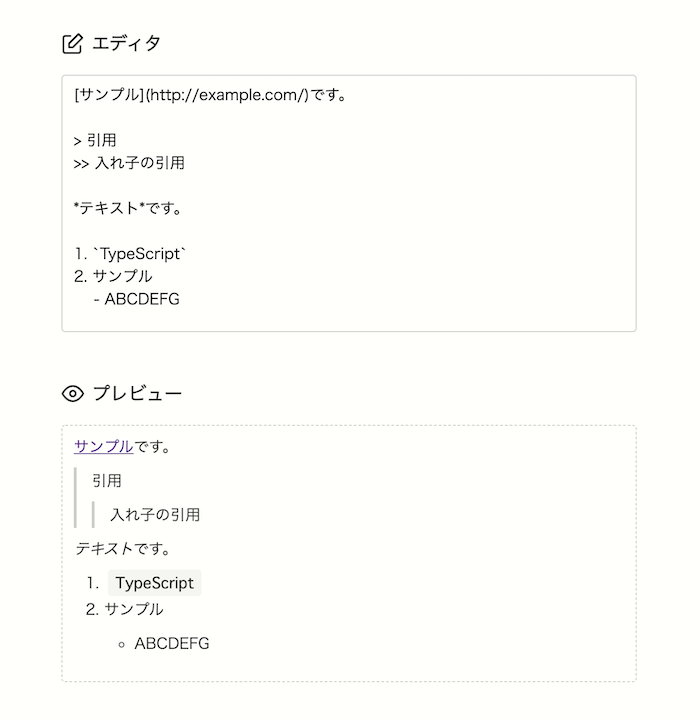 エディタ
[サンプル](http://example.com/)です。
> 引用
>> 入れ子の引用
*テキスト*です。
1. `TypeScript`
2. サンプル
- ABCDEFG
プレビュー
サンプルです。
引用
入れ子の引用
テキストです。
1. TypeScript
2. サンプル
ABCDEFG